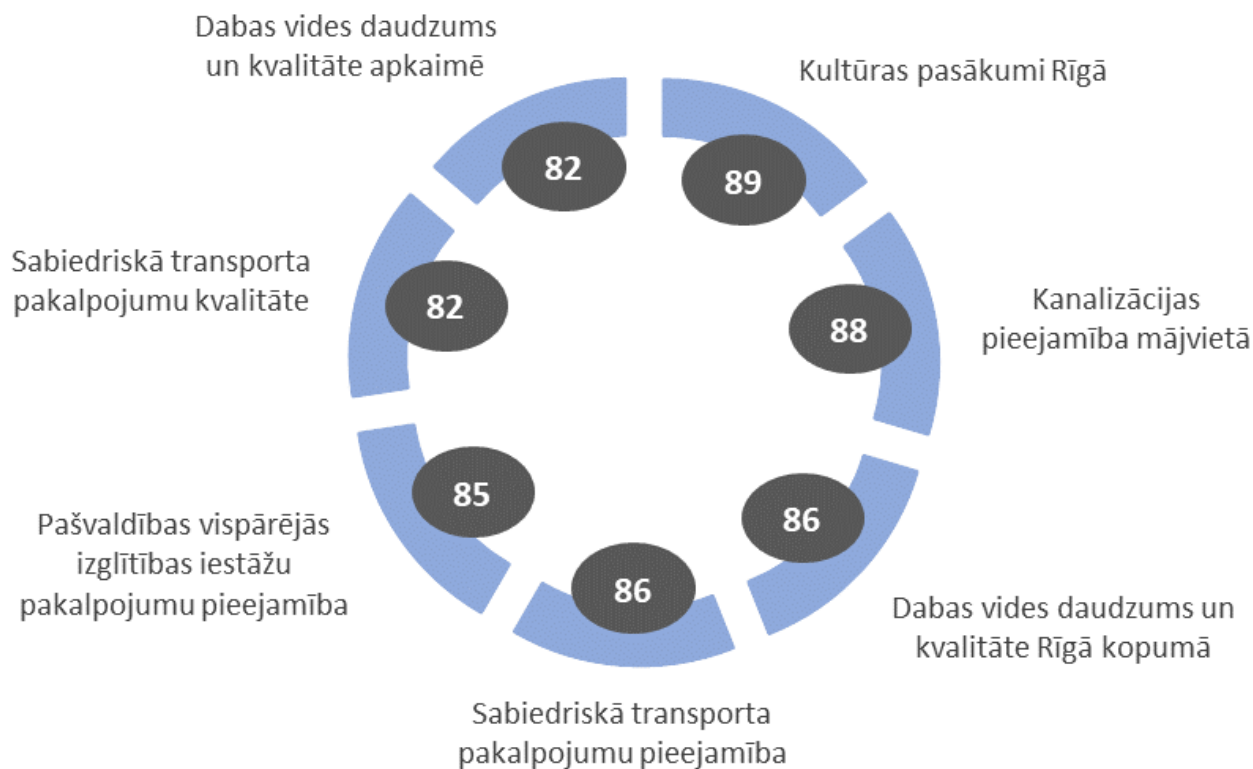 Dabas vides daudzums
un kvalitāte apkaimē
82
Kultūras pasākumi Rīgā
89
Kanalizācijas
pieejamība mājvietā
88
Dabas vides daudzums un
kvalitāte Rīgā kopumā
86
Sabiedriskā transporta
pakalpojumu pieejamība
86
Pašvaldības vispārējās
izglītības iestāžu
pakalpojumu pieejamība
85
Sabiedriskā transporta
pakalpojumu kvalitāte
82